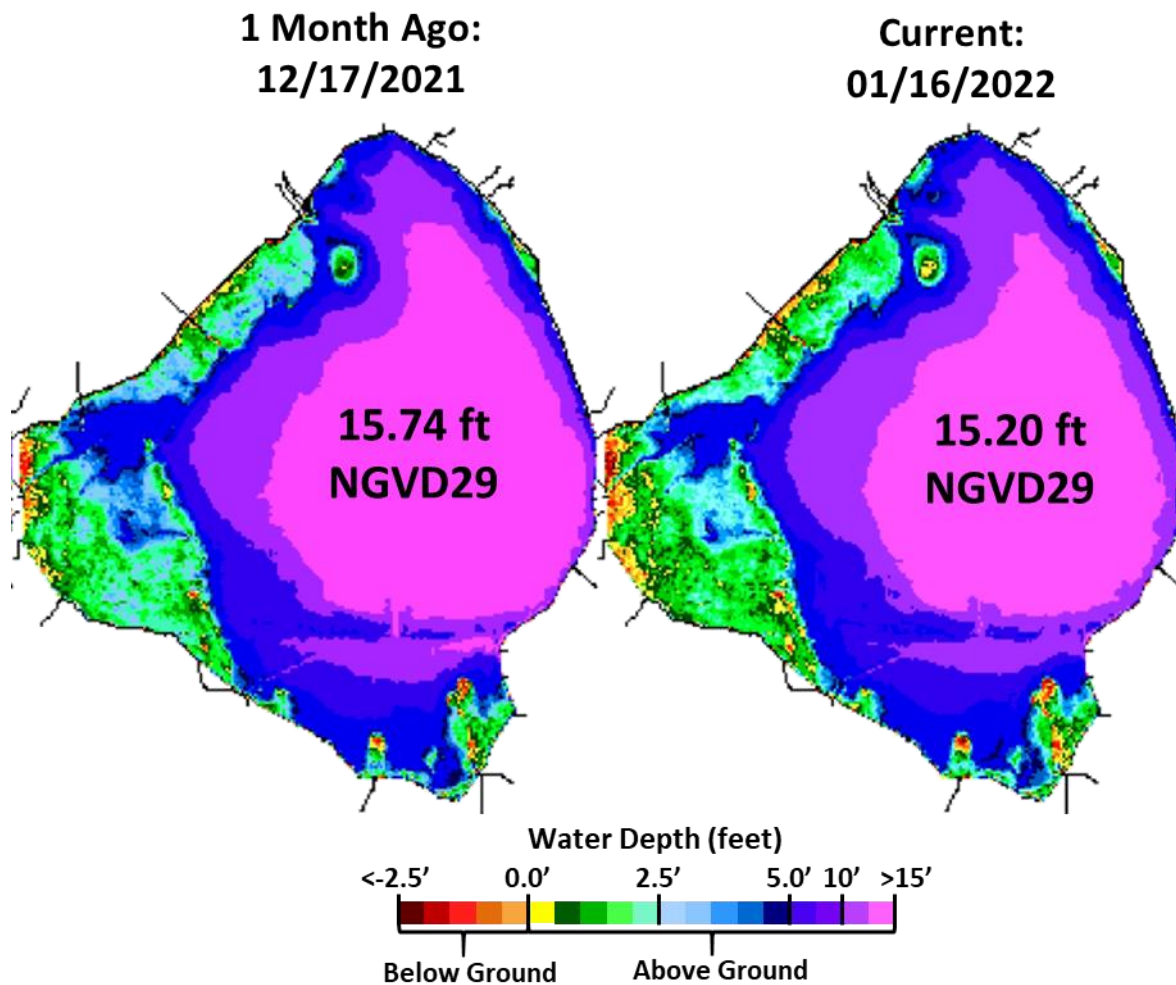 1 Month Ago:
12/17/2021
Current:
01/16/2022
15.74 ft
NGVD29
15.20 ft
NGVD29
Water Depth (feet)
<-2.5’ 0.0’ 2.5’ 5.0’ 10’ >15’
Below Ground Above Ground